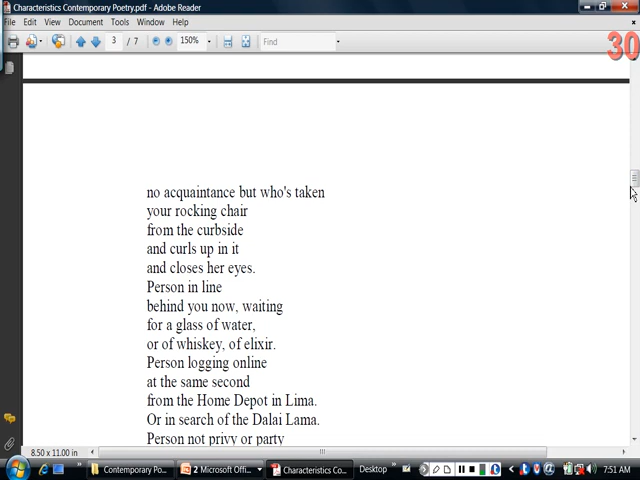 Characteristics Contemporary Poetry.pdf - Adobe Reader
File Edit View Document Tools Window Help
3 / 7 150% Find
30
no acquaintance but who's taken
your rocking chair
from the curbside
and curls up in it
and closes her eyes.
Person in line
behind you now, waiting
for a glass of water,
or of whiskey, of elixir.
Person logging online
at the same second
from the Home Depot in Lima.
Or in search of the Dalai Lama.
Person not privy or party
8.50 x 11.00 in
Contemporary Po... 2 Microsoft Offi... Characteristics Co... Desktop 7:51 AM